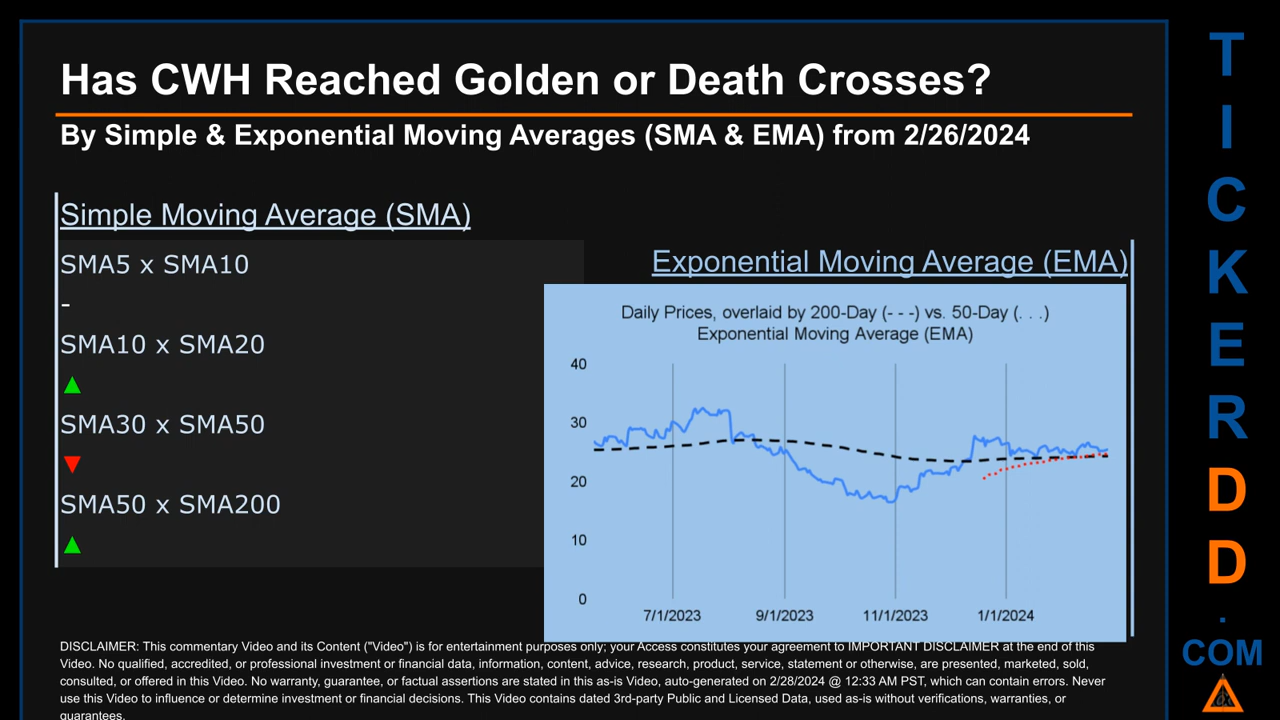 Has CWH Reached Golden or Death Crosses?
By Simple & Exponential Moving Averages (SMA & EMA) from 2/26/2024
Simple Moving Average (SMA)
SMA5 x SMA10
-
SMA10 x SMA20
▲
SMA30 x SMA50
▼
SMA50 x SMA200
▲
Exponential Moving Average (EMA)
Daily Prices, overlaid by 200-Day (- - -) vs. 50-Day (. . .)
Exponential Moving Average (EMA)
40
30
20
10
0
7/1/2023 9/1/2023 11/1/2023 1/1/2024
DISCLAIMER: This commentary Video and its Content ("Video") is for entertainment purposes only; your Access constitutes your agreement to IMPORTANT DISCLAIMER at the end of this
Video. No qualified, accredited, or professional investment or financial data, information, content, advice, research, product, service, statement or otherwise, are presented, marketed, sold,
consulted, or offered in this Video. No warranty, guarantee, or factual assertions are stated in this as-is Video, auto-generated on 2/28/2024 @ 12:33 AM PST, which can contain errors. Never
use this Video to influence or determine investment or financial decisions. This Video contains dated 3rd-party Public and Licensed Data, used as-is without verifications, warranties, or
guarantees.
T
I
C
K
E
R
D
D
.
COM